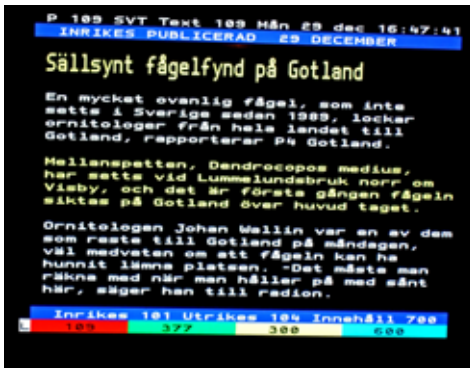 P 109 SVT Text 109 Mån 29 dec 16:47:41
INRIKES PUBLICERAD 29 DECEMBER
Sällsynt fågelfynd på Gotland
En mycket ovanlig fågel, som inte
setts i Sverige sedan 1989, lockar
ornitologer från hela landet till
Gotland, rapporterar P4 Gotland.
Mellanspetten, Dendrocopos medius,
har setts vid Lummelundsbruk norr om
Visby, och det är första gången fågeln
siktas på Gotland över huvud taget.
Ornitologen Johan Wallin var en av dem
som reste till Gotland på måndagen,
väl medveten om att fågeln kan ha
hunnit lämna platsen. -Det måste man
räkna med när man håller på med sånt
här, säger han till radion.
Inrikes 101 Utrikes 104 Innehåll 700
109 377 300 600